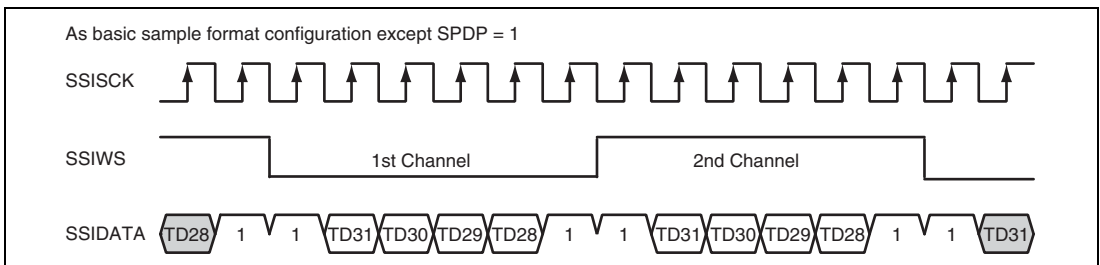 As basic sample format configuration except SPDP = 1
SSISCK
SSIWS 1st Channel 2nd Channel
SSIDATA TD28 1 1 TD31 TD30 TD29 TD28 1 1 TD31 TD30 TD29 TD28 1 1 TD31